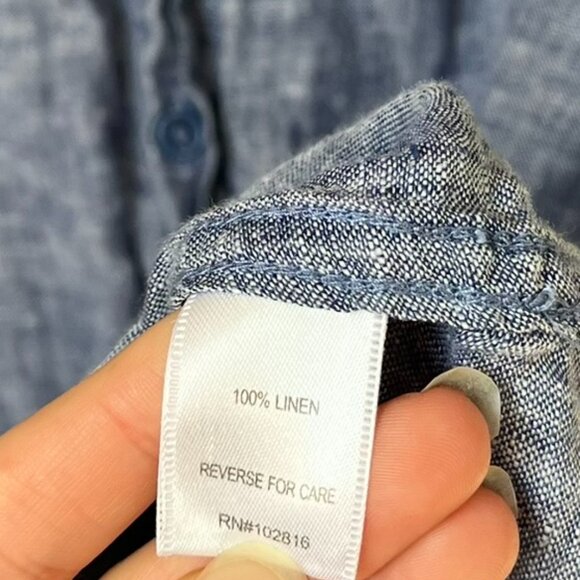 100% LINEN
REVERSE FOR CARE
RN#102816